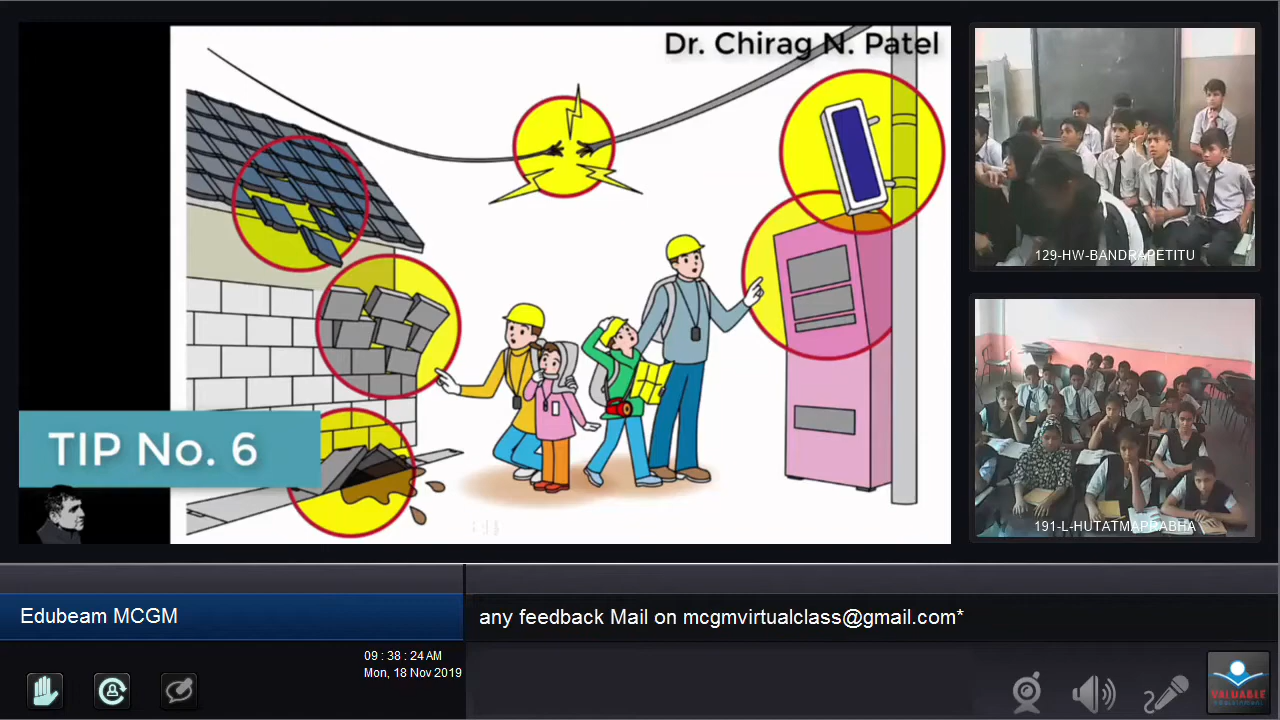 Dr. Chirag N. Patel
TIP No. 6
129-HW-BANDRAPETITU
191-L-HUTATMAPRABHA
Edubeam MCGM
any feedback Mail on mcgmvirtualclass@gmail.com*
09 : 38 : 24 AM
Mon, 18 Nov 2019
VALUABLE